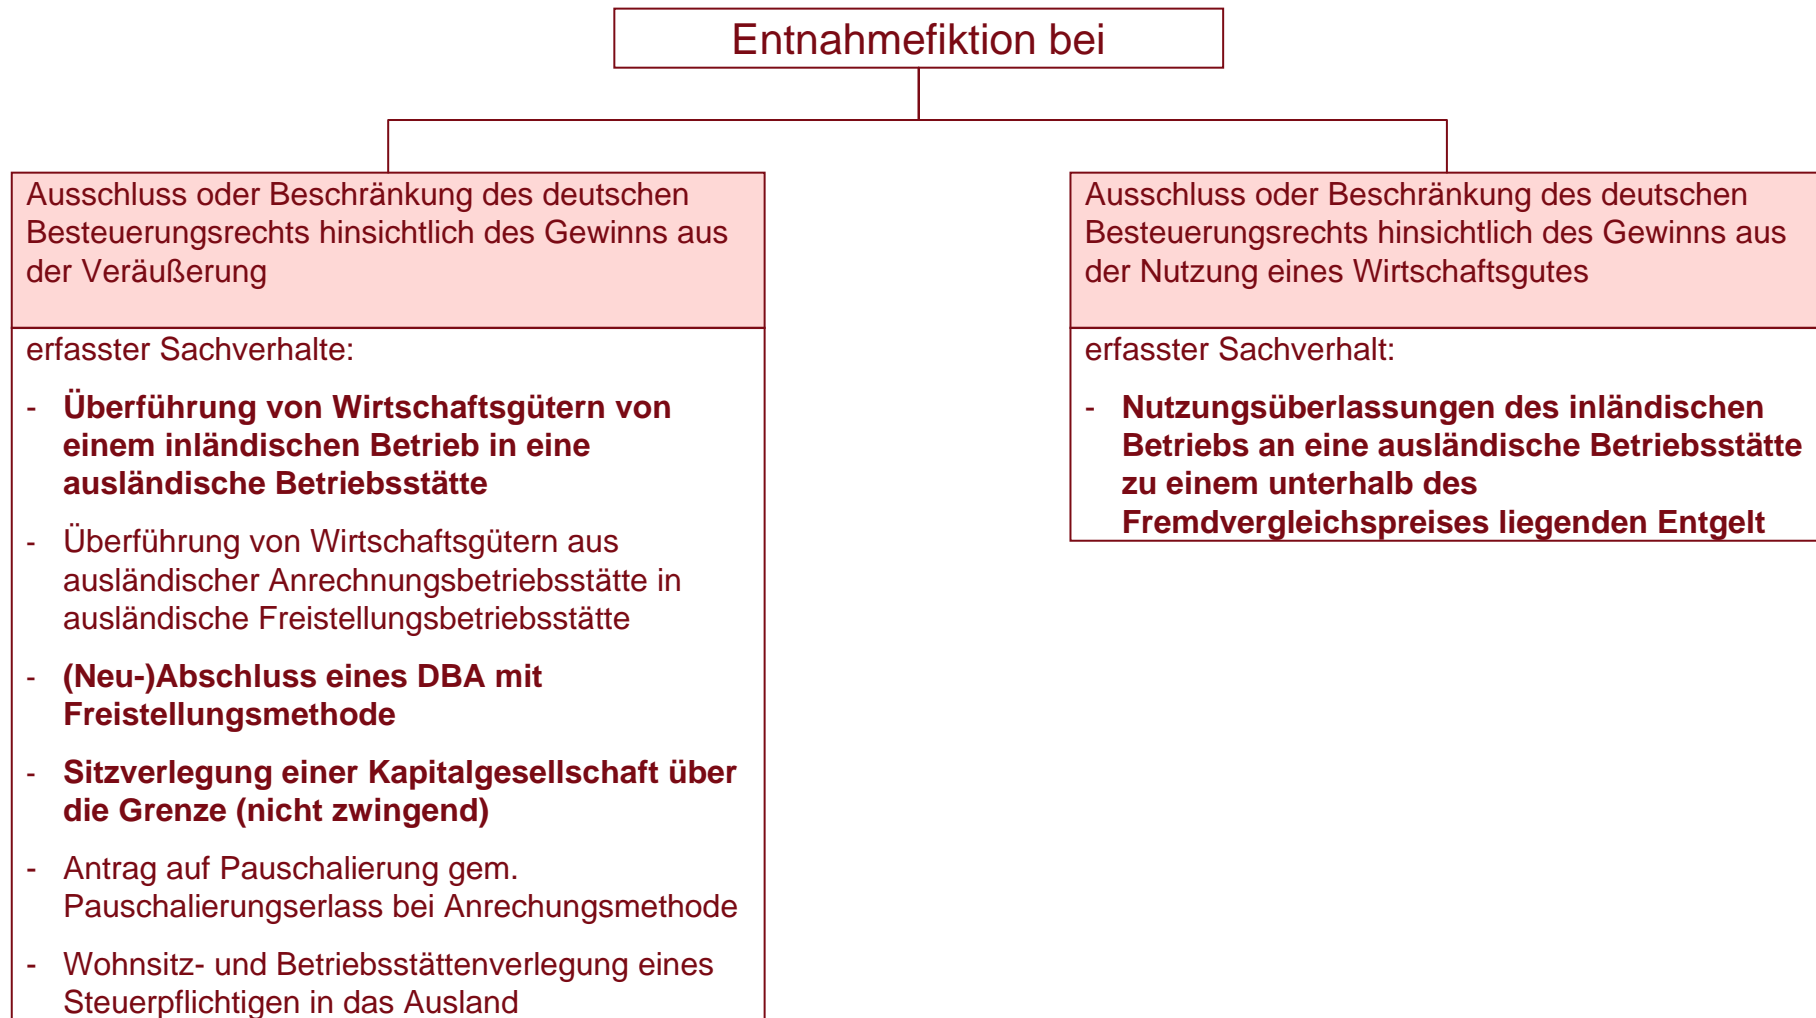 Entnahmefiktion bei
Ausschluss oder Beschränkung des deutschen
Besteuerungsrechts hinsichtlich des Gewinns aus
der Veräußerung
erfasster Sachverhalte:
- Überführung von Wirtschaftsgütern von
einem inländischen Betrieb in eine
ausländische Betriebsstätte
- Überführung von Wirtschaftsgütern aus
ausländischer Anrechnungsbetriebsstätte in
ausländische Freistellungsbetriebsstätte
- (Neu-)Abschluss eines DBA mit
Freistellungsmethode
- Sitzverlegung einer Kapitalgesellschaft über
die Grenze (nicht zwingend)
- Antrag auf Pauschalierung gem.
Pauschalierungserlass bei Anrechungsmethode
- Wohnsitz- und Betriebsstättenverlegung eines
Steuerpflichtigen in das Ausland
Ausschluss oder Beschränkung des deutschen
Besteuerungsrechts hinsichtlich des Gewinns aus
der Nutzung eines Wirtschaftsgutes
erfasster Sachverhalt:
- Nutzungsüberlassungen des inländischen
Betriebs an eine ausländische Betriebsstätte
zu einem unterhalb des
Fremdvergleichspreises liegenden Entgelt